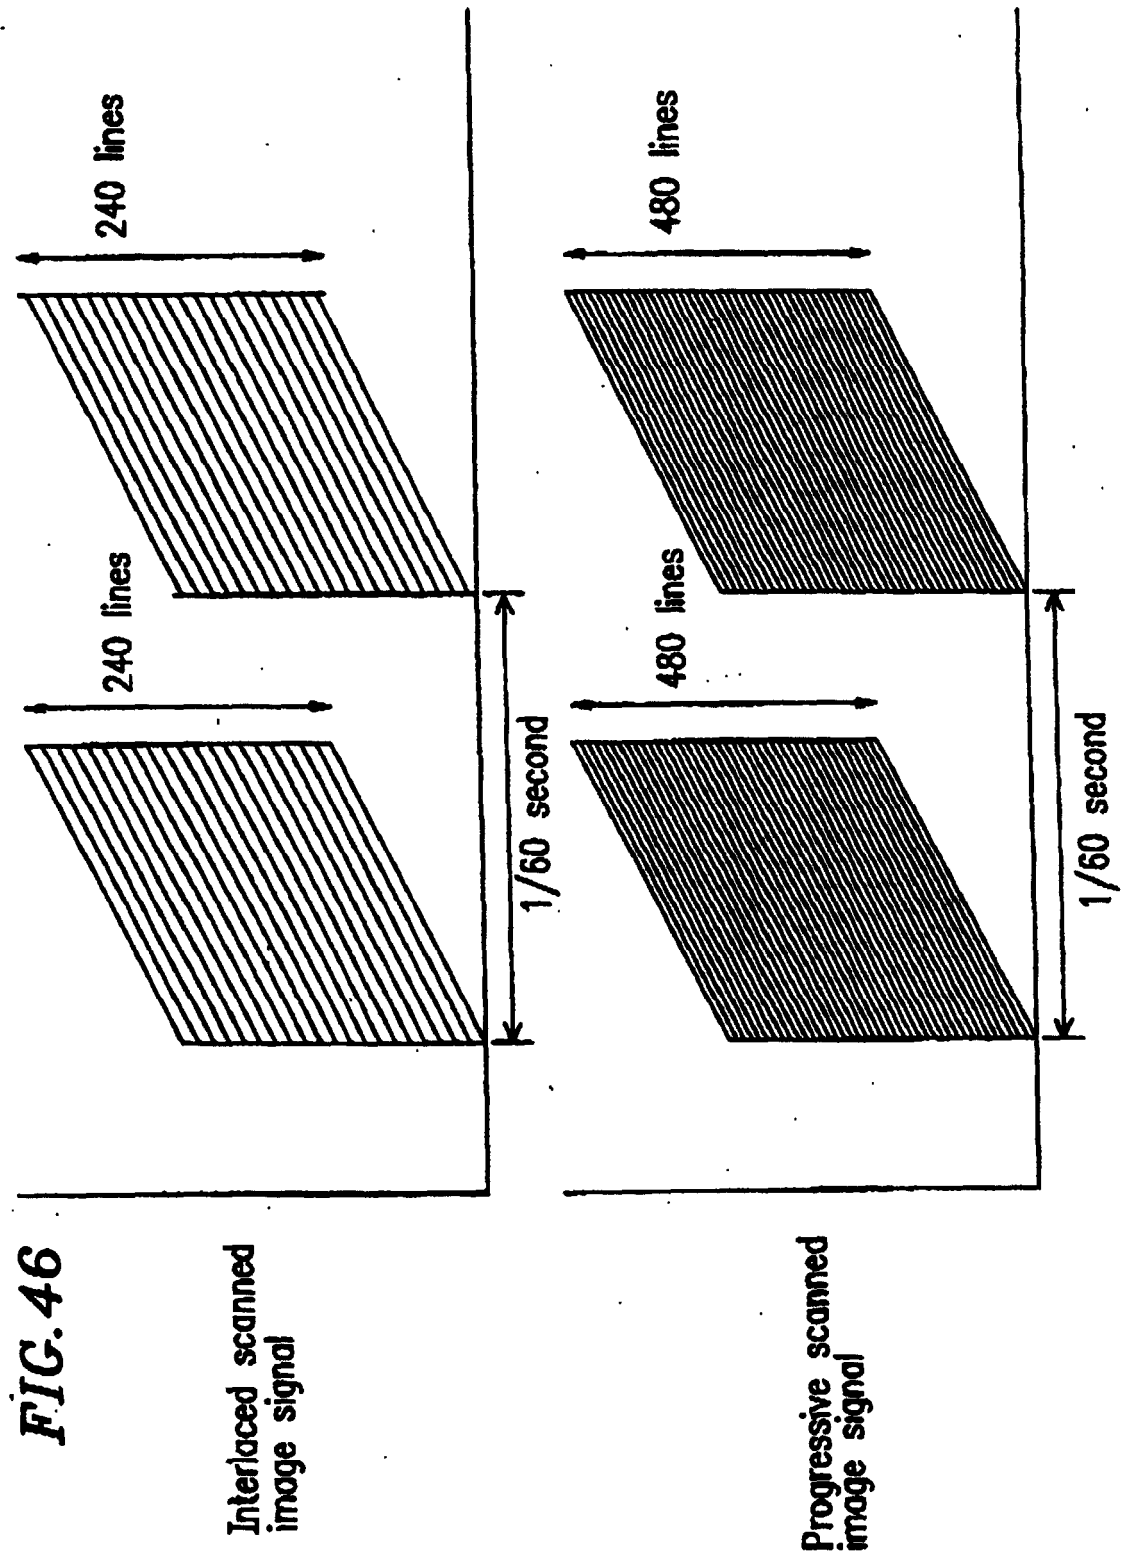 FIG. 46
Interlaced scanned
image signal
240 lines
240 lines
1/60 second
Progressive scanned
image signal
480 lines
480 lines
1/60 second